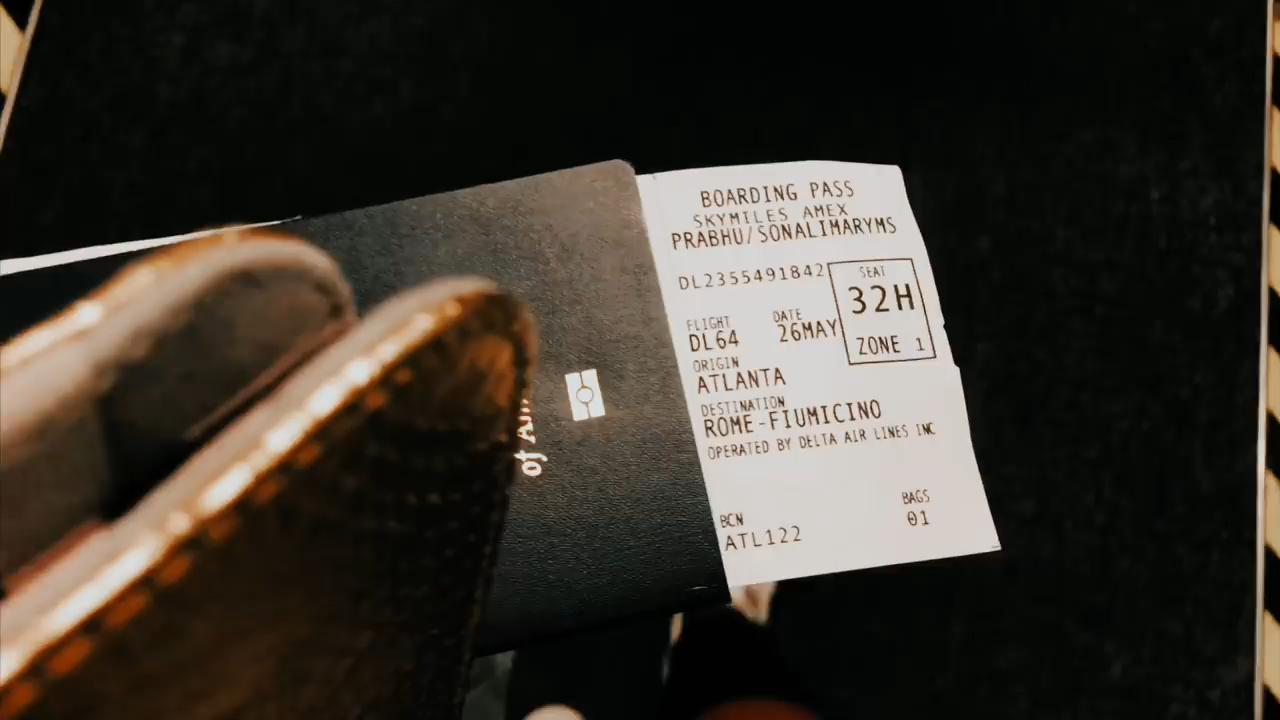 BOARDING PASS
SKYMILES AMEX
PRABHU/SONALIMARYMS
DL2355491842
SEAT
32H
ZONE 1
FLIGHT DATE
DL64 26MAY
ORIGIN
ATLANTA
DESTINATION
ROME-FIUMICINO
OPERATED BY DELTA AIR LINES INC
BCN BAGS
ATL122 01
of